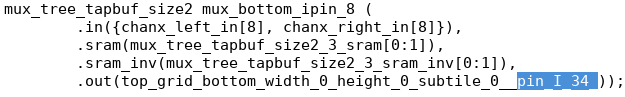 mux_tree_tapbuf_size2 mux_bottom_ipin_8 (
.in({chanx_left_in[8], chanx_right_in[8]}),
.sram(mux_tree_tapbuf_size2_3_sram[0:1]),
.sram_inv(mux_tree_tapbuf_size2_3_sram_inv[0:1]),
.out(top_grid_bottom_width_0_height_0_subtile_0__pin_I_34_));